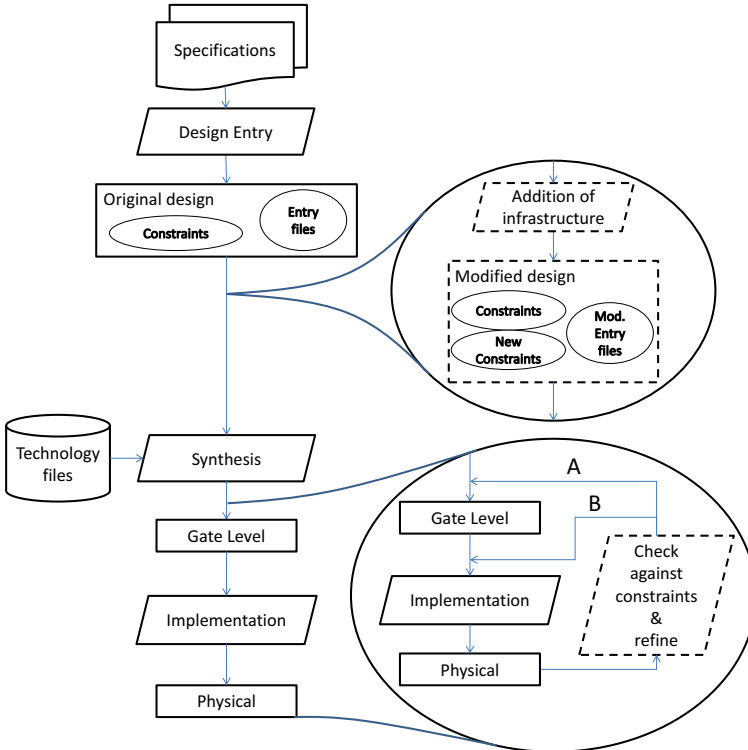 Specifications
Design Entry
Original design
Constraints
Entry
files
Addition of
infrastructure
Modified design
Constraints
New
Constraints
Mod.
Entry
files
Technology
files
Synthesis
Gate Level
Implementation
Physical
A
B
Gate Level
Implementation
Physical
Check
against
constraints
&
refine